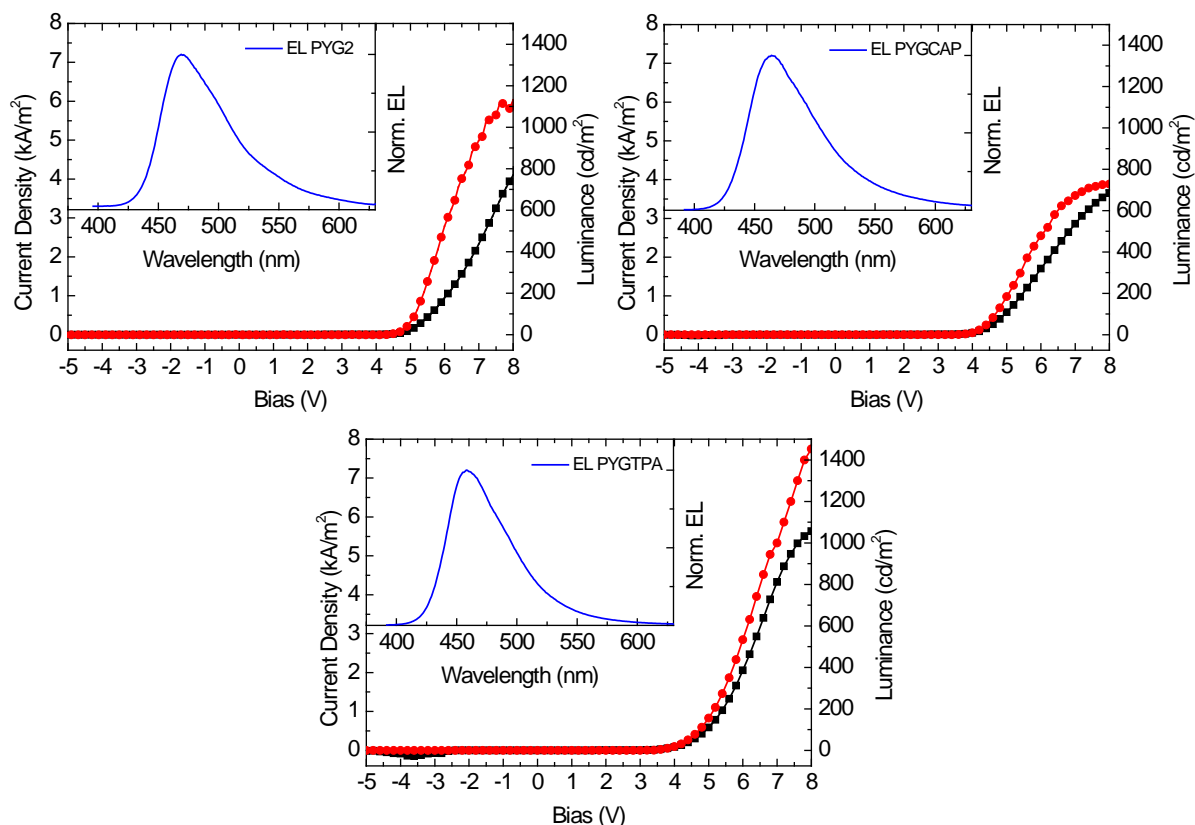 EL PYG2
Current Density (kA/m²)
8
7
6
5
4
3
2
1
0
400 450 500 550 600
Wavelength (nm)
Norm. EL
1400
1200
1000
800
600
400
200
0
Luminance (cd/m²)
-5 -4 -3 -2 -1 0 1 2 3 4 5 6 7 8
Bias (V)
EL PYGCAP
Current Density (kA/m²)
8
7
6
5
4
3
2
1
0
400 450 500 550 600
Wavelength (nm)
Norm. EL
1400
1200
1000
800
600
400
200
0
Luminance (cd/m²)
-5 -4 -3 -2 -1 0 1 2 3 4 5 6 7 8
Bias (V)
EL PYGTPA
Current Density (kA/m²)
8
7
6
5
4
3
2
1
0
400 450 500 550 600
Wavelength (nm)
Norm. EL
1400
1200
1000
800
600
400
200
0
Luminance (cd/m²)
-5 -4 -3 -2 -1 0 1 2 3 4 5 6 7 8
Bias (V)